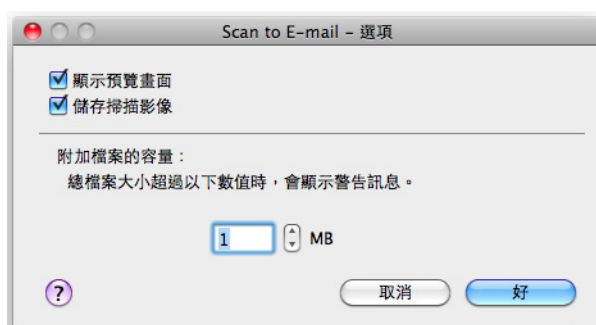 Scan to E-mail – 選項
顯示預覽畫面
儲存掃描影像
附加檔案的容量：
總檔案大小超過以下數值時，會顯示警告訊息。
1 MB
? 取消 好